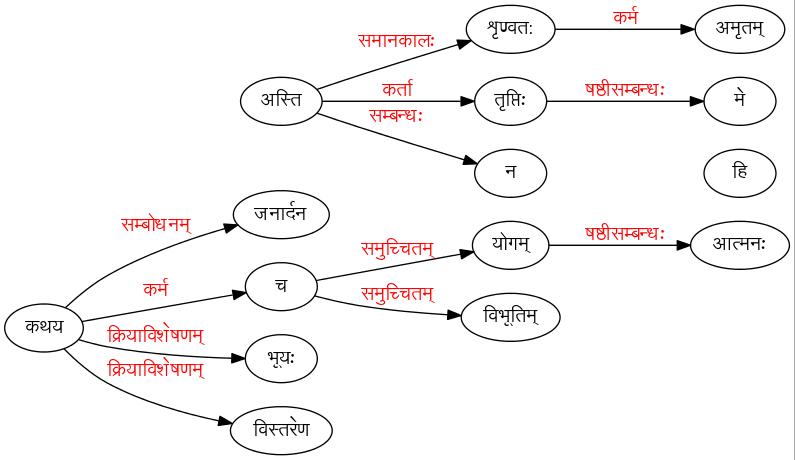 शृण्वतः
कर्म
अमृतम्
समानकालः
अस्ति
कर्ता
तृप्तिः
षष्ठीसम्बन्धः
मे
सम्बन्धः
न
हि
जनार्दन
सम्बोधनम्
योगम्
षष्ठीसम्बन्धः
आत्मनः
समुच्चितम्
कर्म
च
समुच्चितम्
विभूतिम्
कथय
क्रियाविशेषणम्
भूयः
क्रियाविशेषणम्
विस्तरेण